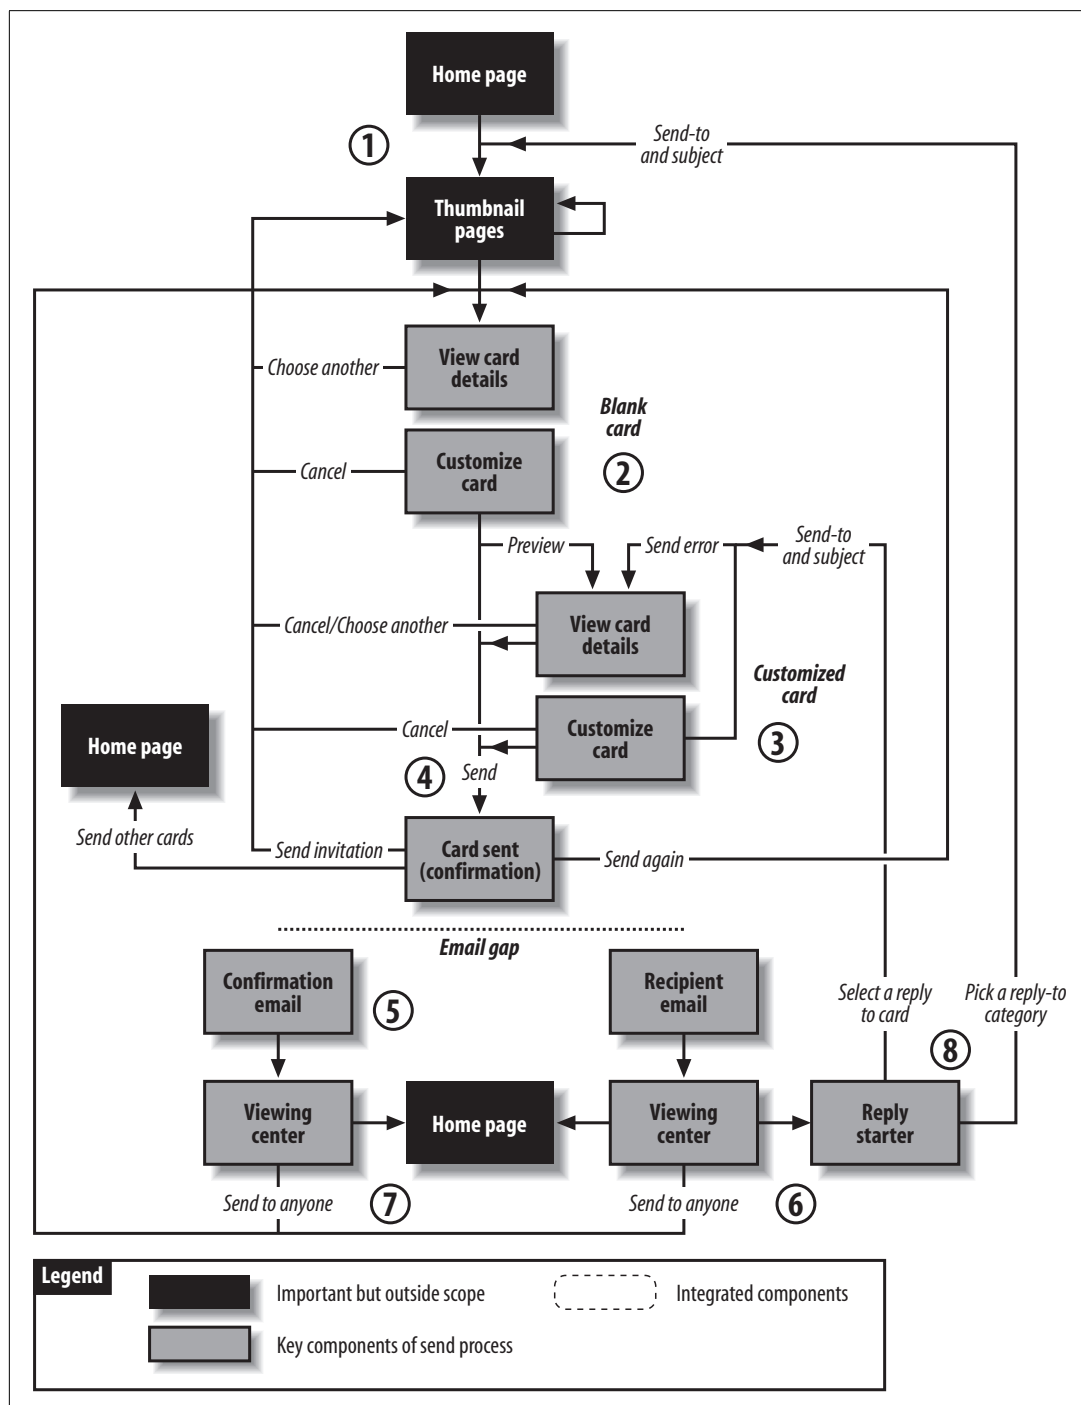 Home page
1
Send-to
and subject
Thumbnail
pages
View card
details
Choose another
Blank
card
2
Customize
card
Cancel
Preview
Send error
Send-to
and subject
View card
details
Cancel/Choose another
Customized
card
3
Customize
card
Cancel
Home page
4
Send
Send other cards
Send invitation
Card sent
(confirmation)
Send again
Email gap
Confirmation
email
5
Recipient
email
Select a reply
to card
Pick a reply-to
category
8
Viewing
center
Home page
Viewing
center
Reply
starter
Send to anyone
7
Send to anyone
6
Legend
Important but outside scope
Integrated components
Key components of send process